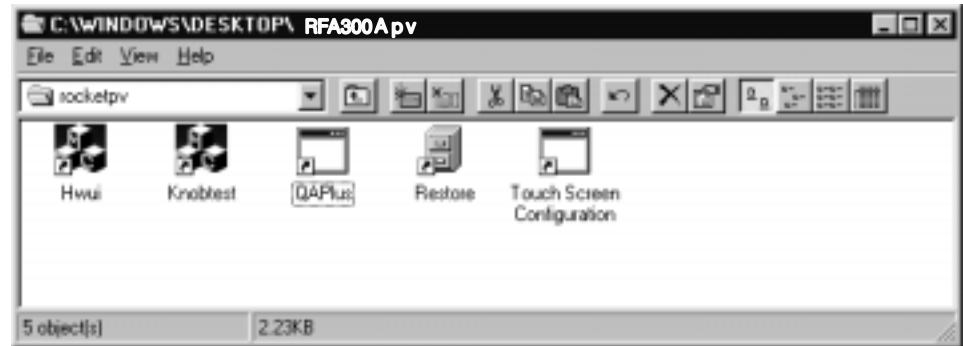 C:\WINDOWS\DESKTOP\ RFA300A pv
File Edit View Help
rocketpv
Hwui Knobtest QAPlus Restore Touch Screen Configuration
5 object(s) 2.23KB